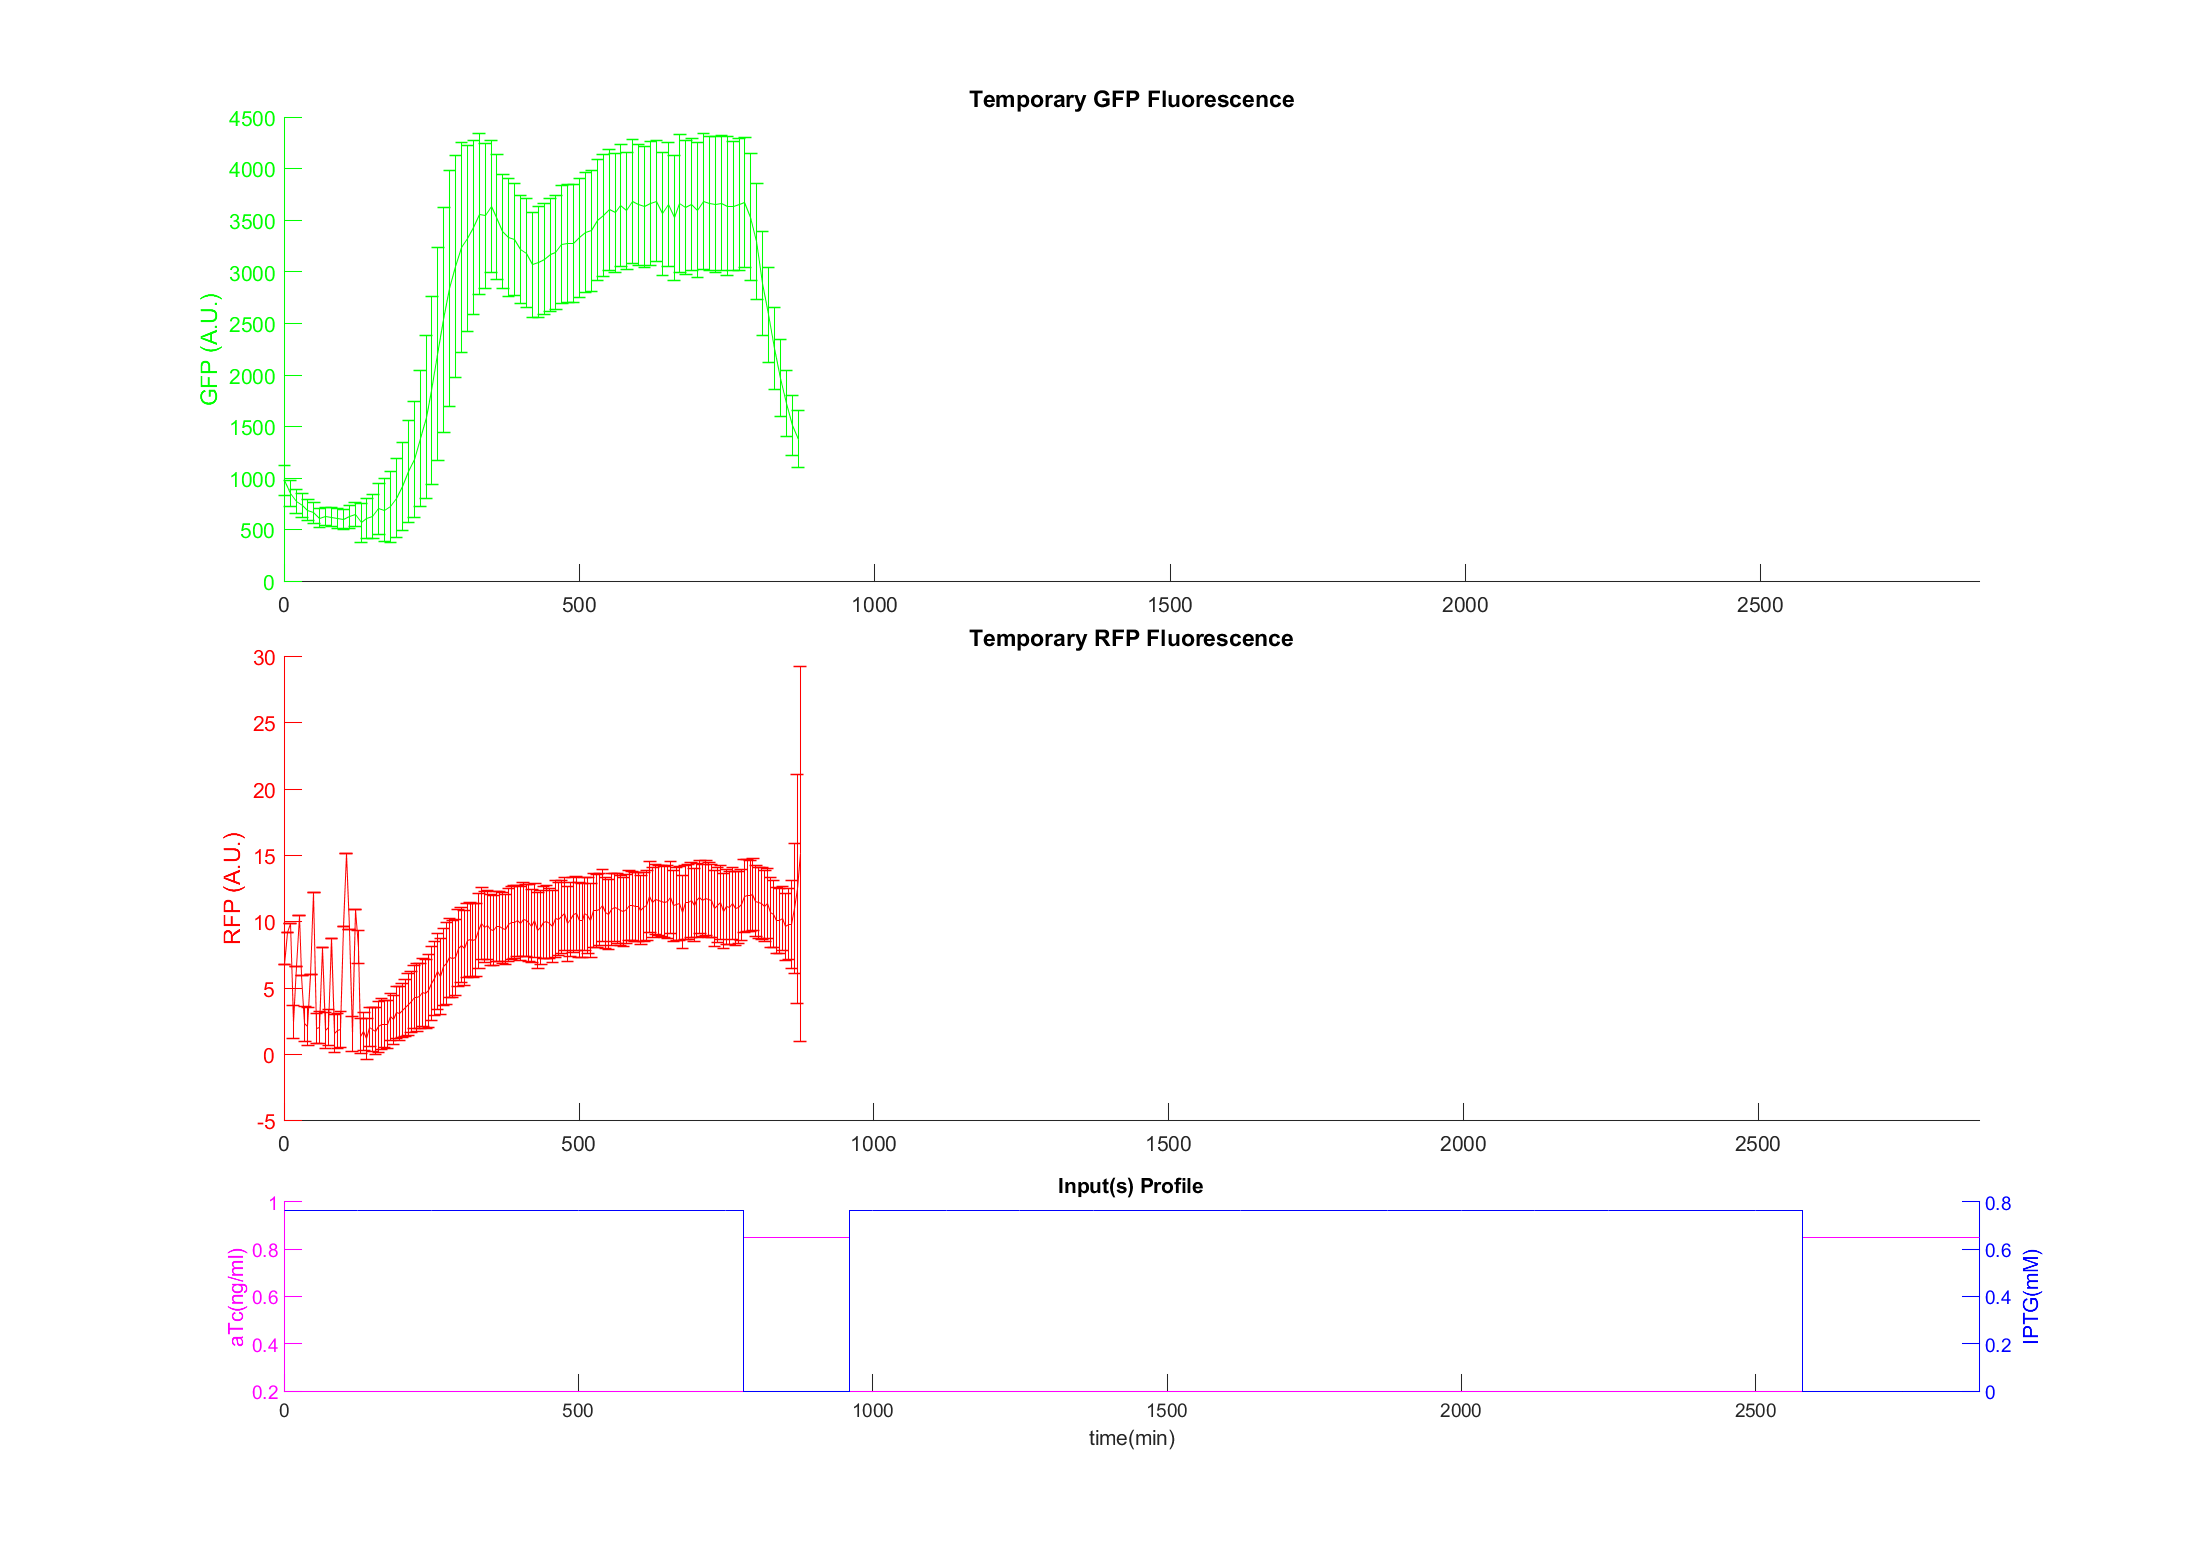 Temporary GFP Fluorescence
4500
4000
3500
3000
2500
2000
1500
1000
500
0
GFP (A.U.)
0 500 1000 1500 2000 2500
Temporary RFP Fluorescence
30
25
20
15
10
5
0
-5
RFP (A.U.)
0 500 1000 1500 2000 2500
Input(s) Profile
1 0.8
0.8 0.6
0.6 0.4
0.4 0.2
0.2 0
aTc(ng/ml) IPTG(mM)
0 500 1000 1500 2000 2500
time(min)